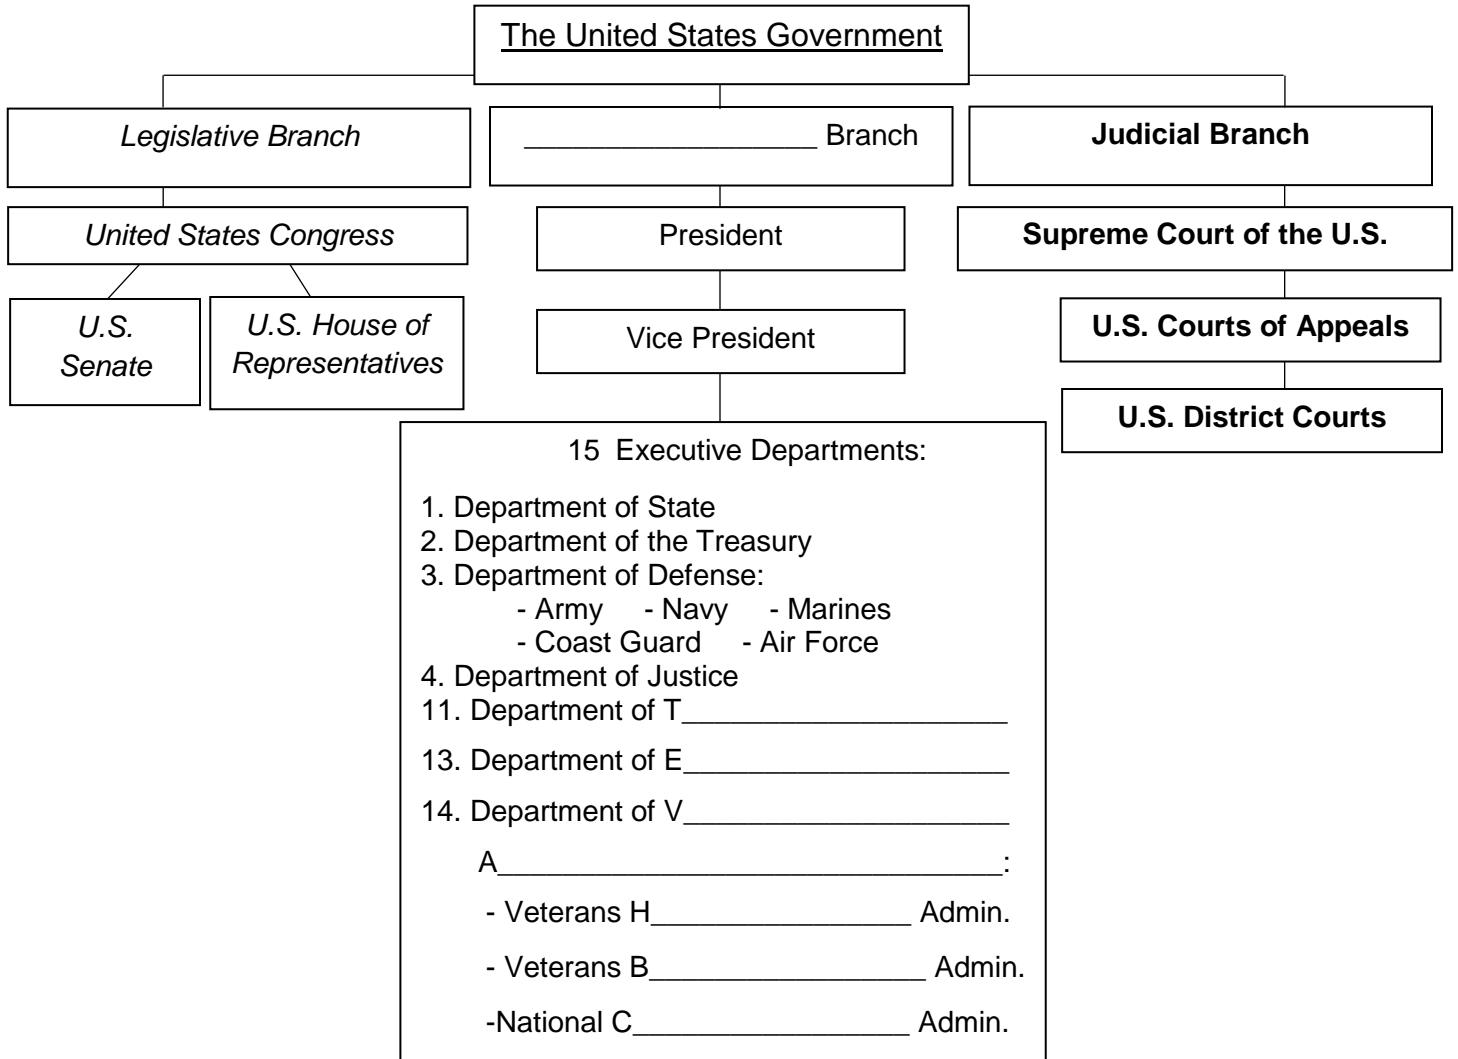 The United States Government
Legislative Branch
__________________ Branch
Judicial Branch
United States Congress
President
Supreme Court of the U.S.
U.S.
Senate
U.S. House of
Representatives
Vice President
U.S. Courts of Appeals
U.S. District Courts
15 Executive Departments:
1. Department of State
2. Department of the Treasury
3. Department of Defense:
- Army - Navy - Marines
- Coast Guard - Air Force
4. Department of Justice
11. Department of T____________________
13. Department of E____________________
14. Department of V____________________
A_______________________________:
- Veterans H________________ Admin.
- Veterans B_________________ Admin.
-National C_________________ Admin.